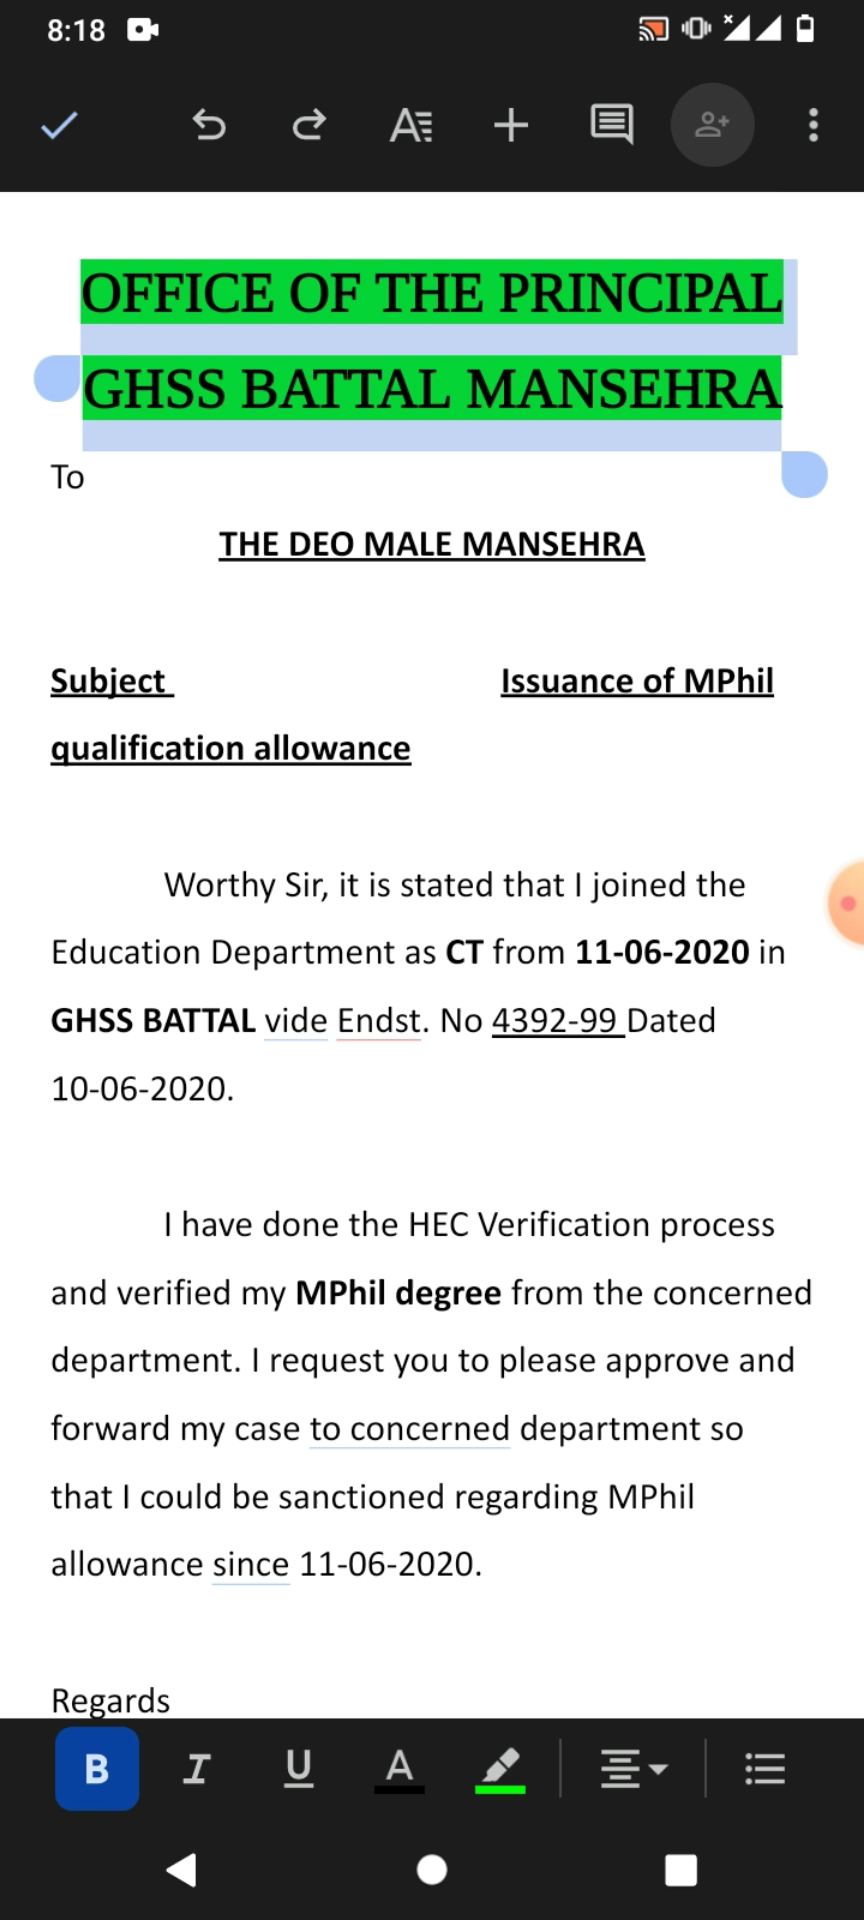 8:18
OFFICE OF THE PRINCIPAL
GHSS BATTAL MANSEHRA
To
THE DEO MALE MANSEHRA
Subject Issuance of MPhil
qualification allowance
Worthy Sir, it is stated that I joined the
Education Department as CT from 11-06-2020 in
GHSS BATTAL vide Endst. No 4392-99 Dated
10-06-2020.
I have done the HEC Verification process
and verified my MPhil degree from the concerned
department. I request you to please approve and
forward my case to concerned department so
that I could be sanctioned regarding MPhil
allowance since 11-06-2020.
Regards
B I U A